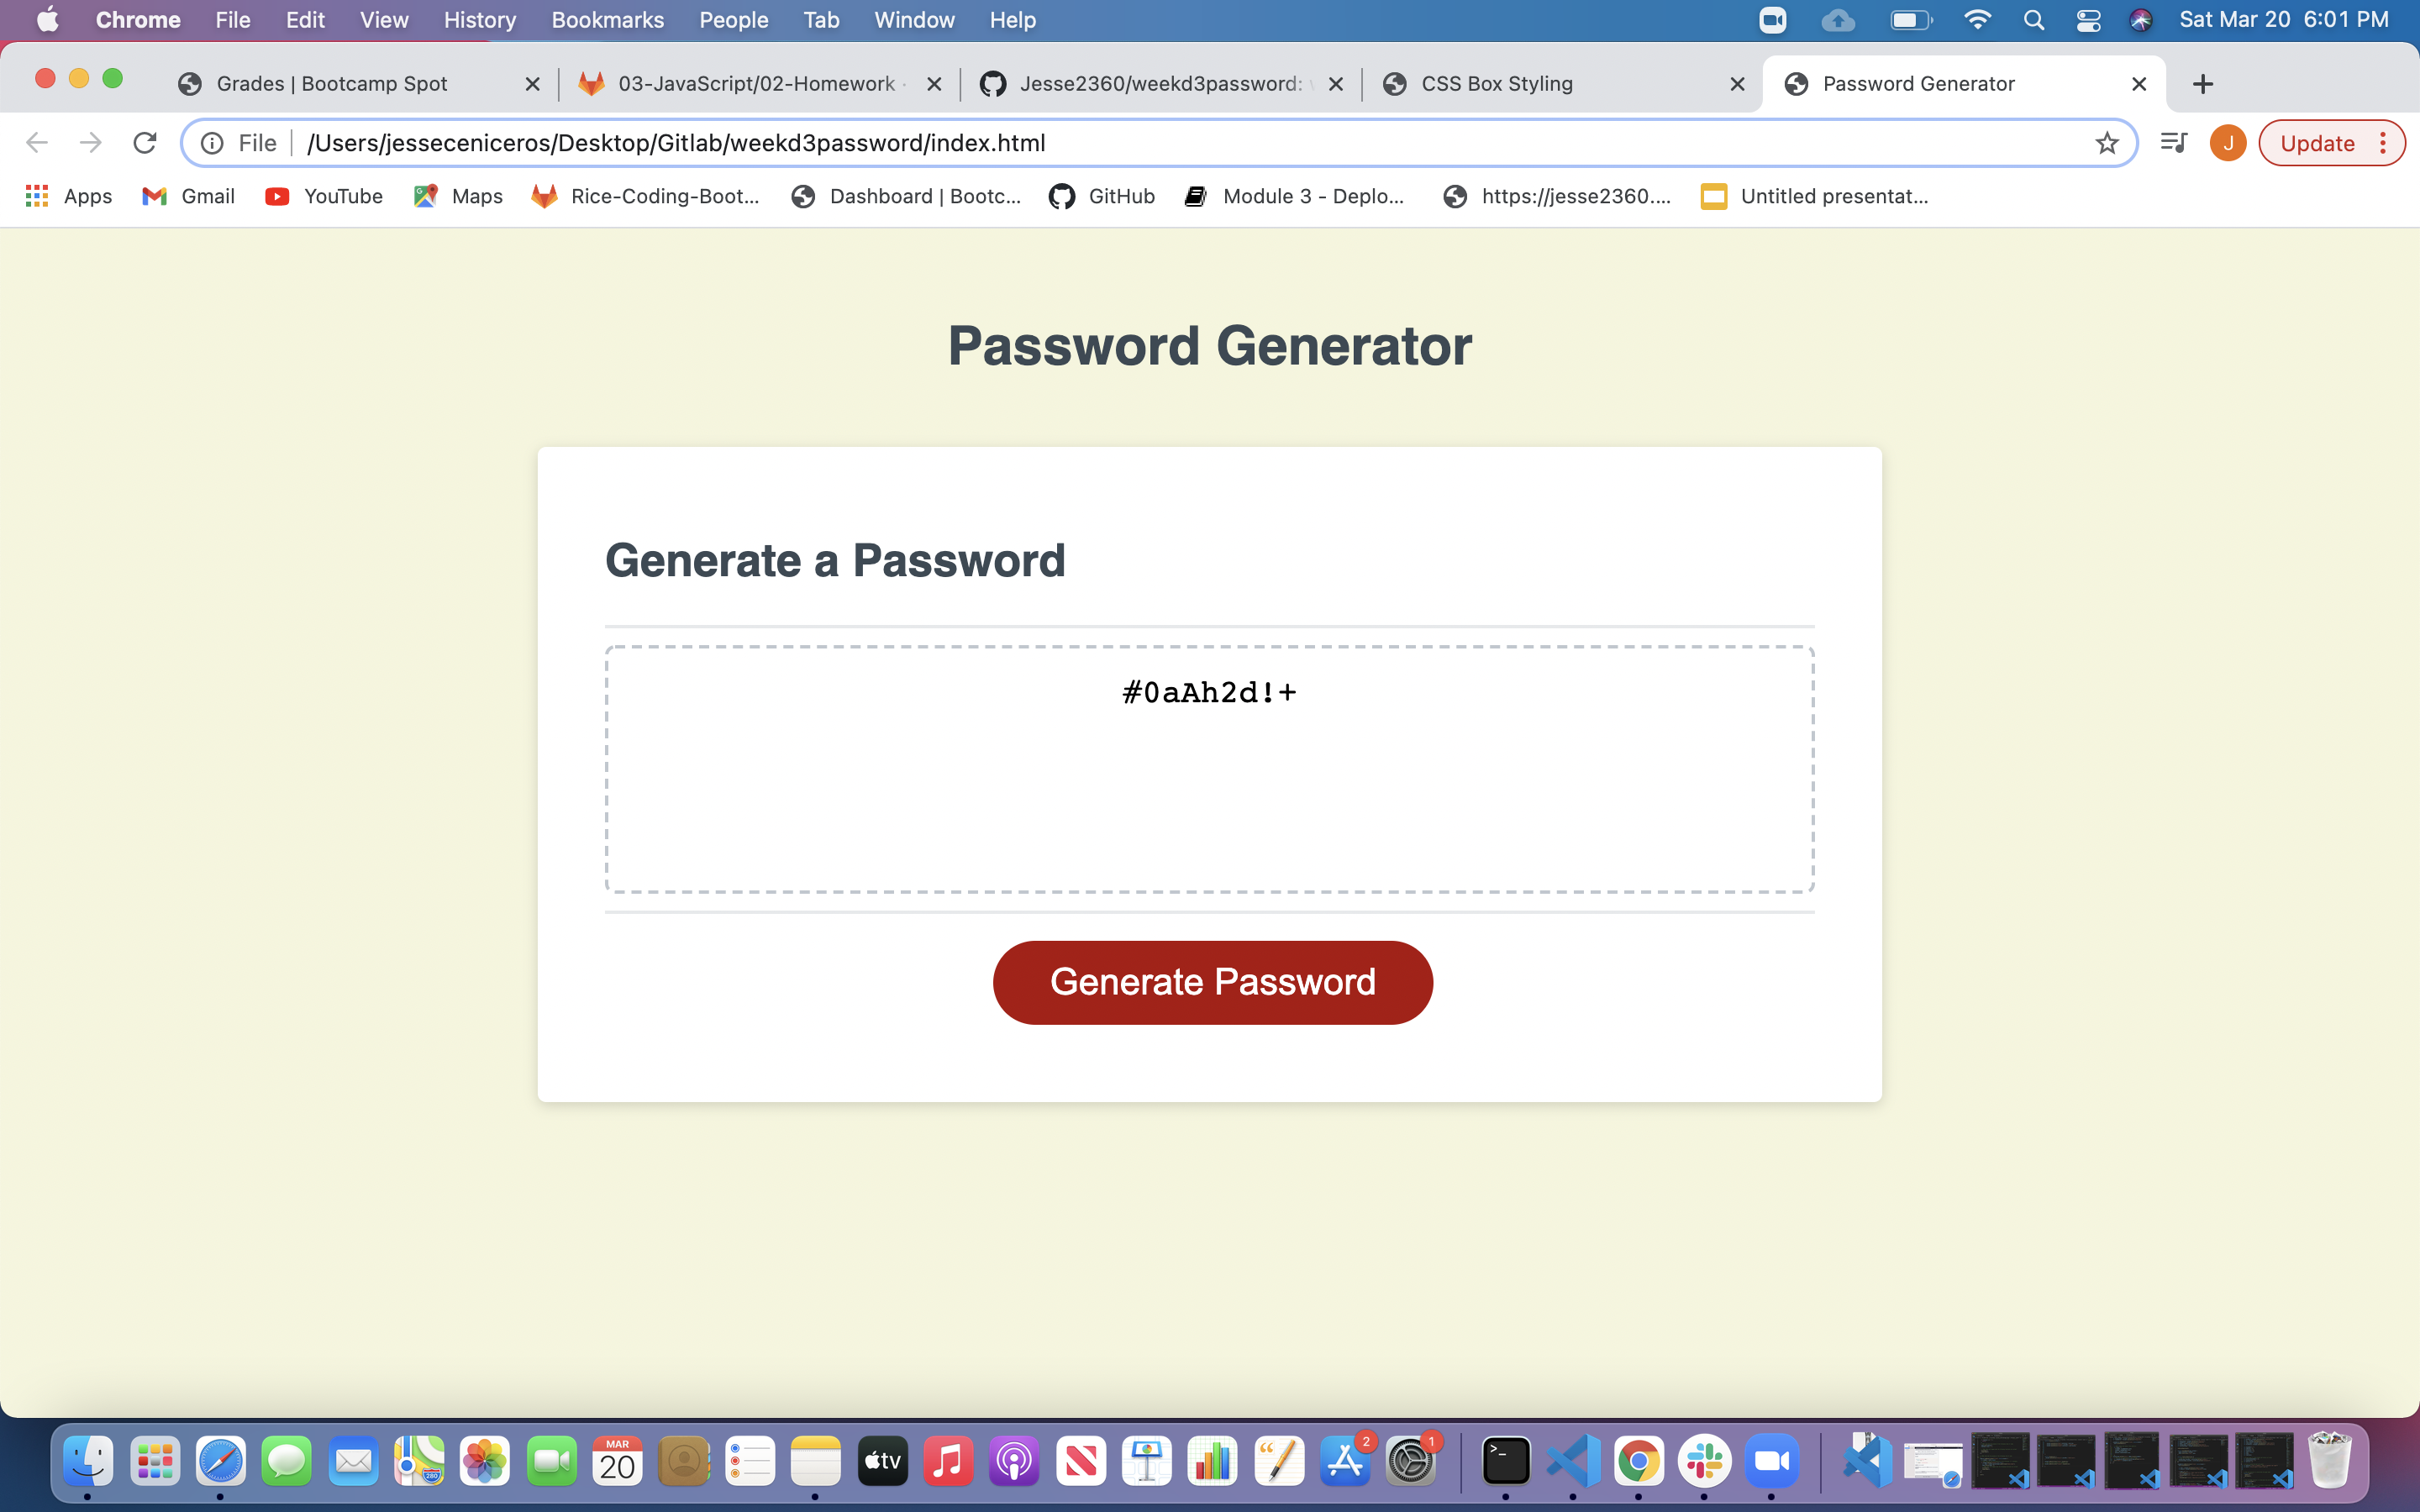 Chrome File Edit View History Bookmarks People Tab Window Help Sat Mar 20 6:01 PM
Grades | Bootcamp Spot 03-JavaScript/02-Homework Jesse2360/weekd3password: CSS Box Styling Password Generator
File /Users/jesseceniceros/Desktop/Gitlab/weekd3password/index.html J Update
Apps Gmail YouTube Maps Rice-Coding-Boot... Dashboard | Bootc... GitHub Module 3 - Deplo... https://jesse2360.... Untitled presentat...
Password Generator
Generate a Password
#0aAh2d!+
Generate Password
MAR
20
280
tv
2
1